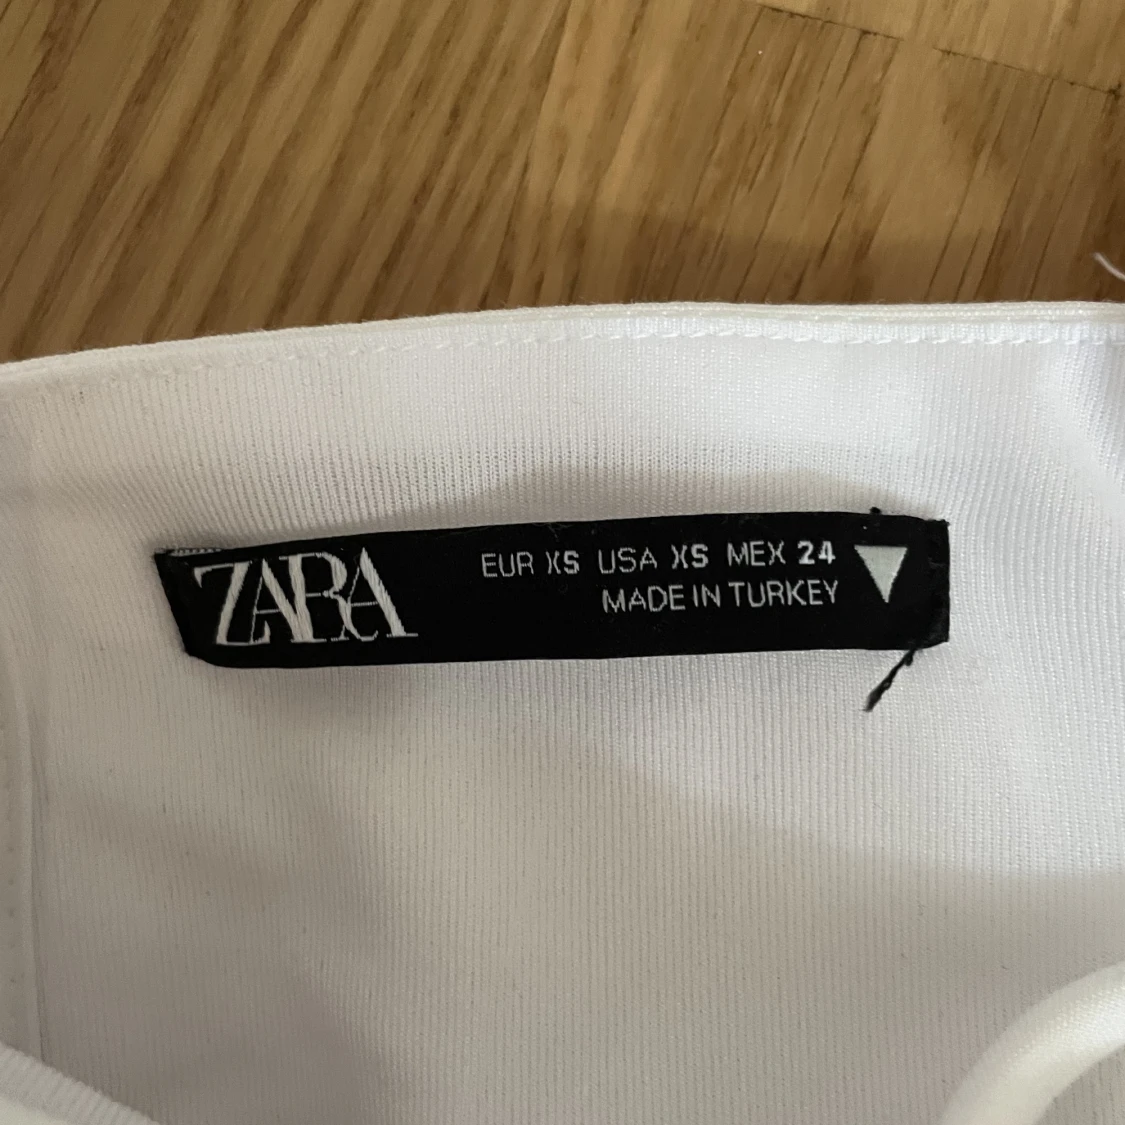 ZARA
EUR XS USA XS MEX 24
MADE IN TURKEY